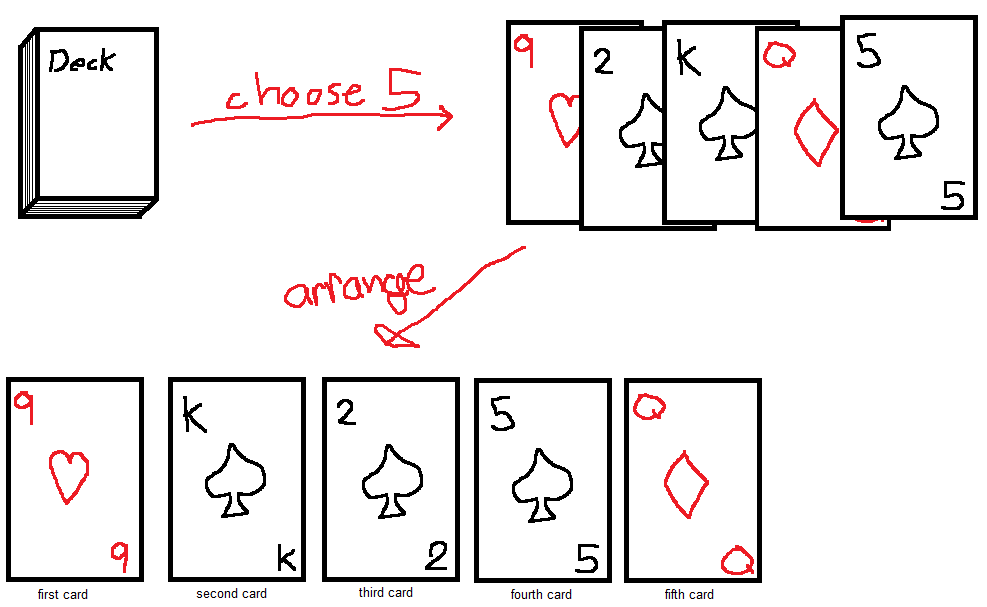 Deck
choose 5
9
2
K
Q
5
5
arrange
9
K
2
5
Q
9
K
2
5
Q
first card
second card
third card
fourth card
fifth card